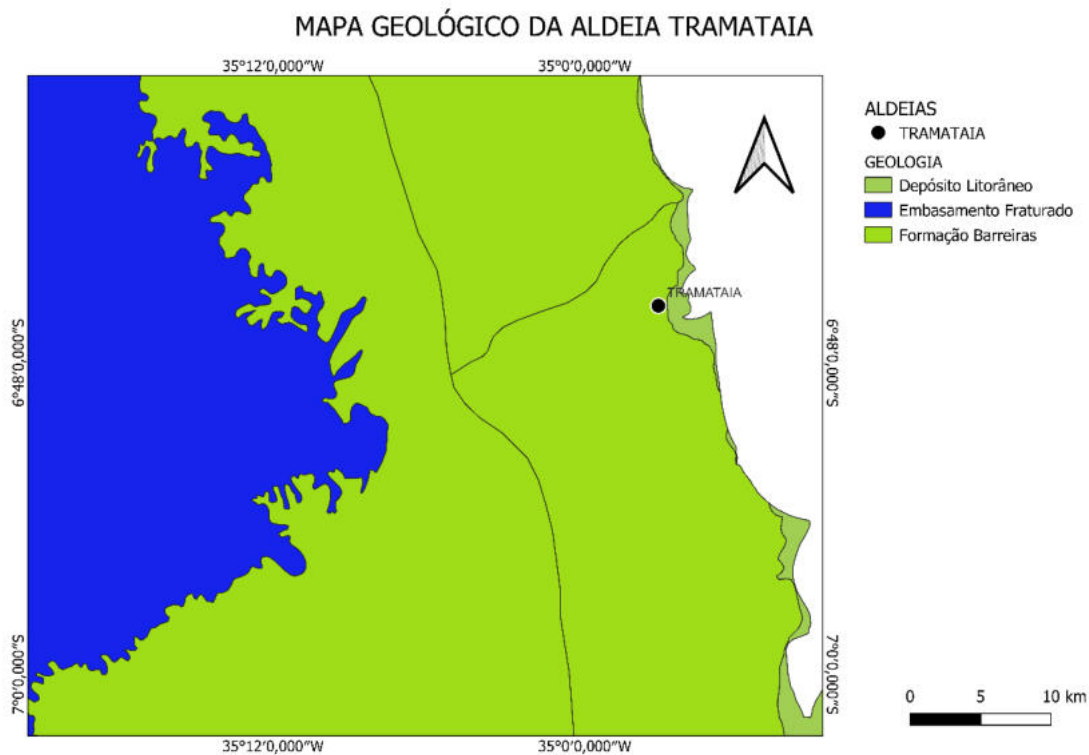 MAPA GEOLÓGICO DA ALDEIA TRAMATAIA
35°12'0,000"W 35°0'0,000"W
ALDEIAS
TRAMATAIA
GEOLOGIA
Depósito Litorâneo
Embasamento Fraturado
Formação Barreiras
TRAMATAIA
6°48'0,000"S 6°48'0,000"S
7°0'0,000"S 7°0'0,000"S
0 5 10 km
35°12'0,000"W 35°0'0,000"W